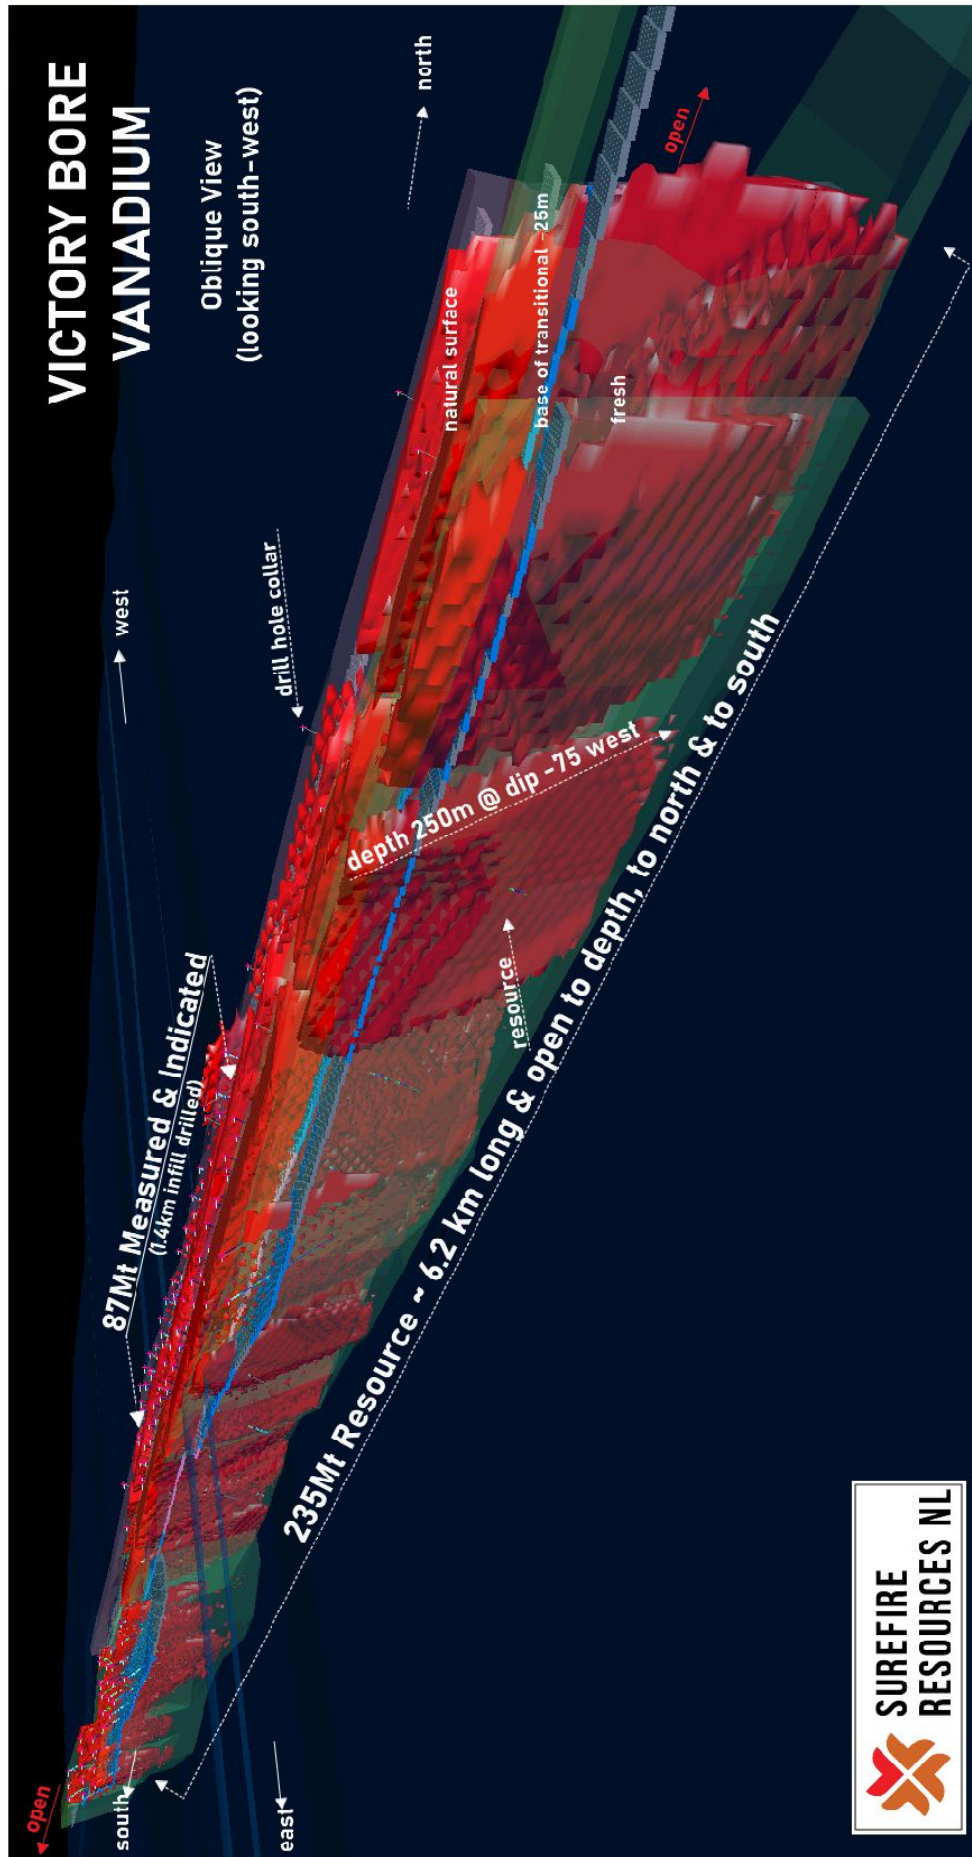 VICTORY BORE
VANADIUM
Oblique View
(looking south-west)
north
west
open
drill hole collar
natural surface
base of transitional -25m
fresh
87Mt Measured & Indicated
(1.4km infill drilled)
depth 250m @ dip -75 west
resource
235Mt Resource ~ 6.2 km long & open to depth, to north & to south
open
south
east
SUREFIRE
RESOURCES NL